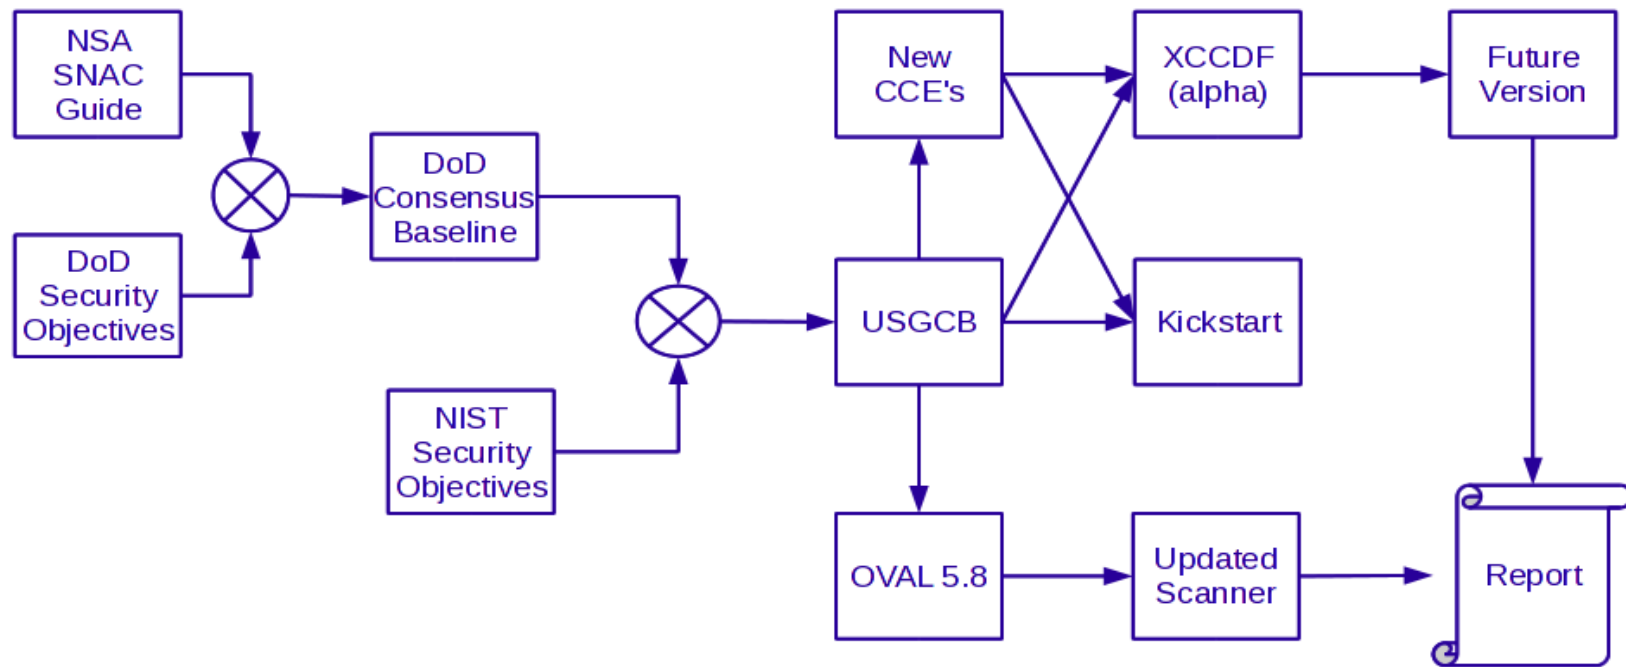 NSA
SNAC
Guide
DoD
Security
Objectives
DoD
Consensus
Baseline
NIST
Security
Objectives
New
CCE's
USGCB
OVAL 5.8
XCCDF
(alpha)
Kickstart
Updated
Scanner
Future
Version
Report